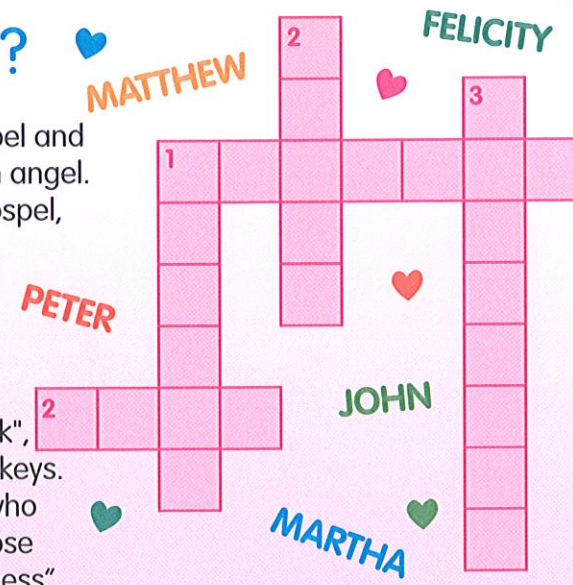 ?
MATTHEW
FELICITY
2
3
pel and
1
angel.
ospel,
PETER
JOHN
2
k",
keys.
who
MARTHA
ose
ess"